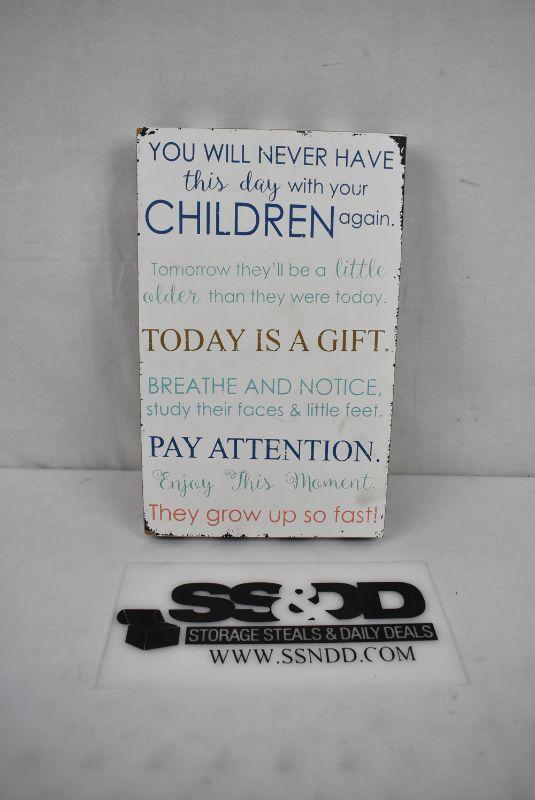 YOU WILL NEVER HAVE
this day with your
CHILDREN again.
Tomorrow they'll be a little
older than they were today.
TODAY IS A GIFT.
BREATHE AND NOTICE,
study their faces & little feet.
PAY ATTENTION.
Enjoy This Moment.
They grow up so fast!
SS&DD
STORAGE STEALS & DAILY DEALS
WWW.SSNDD.COM